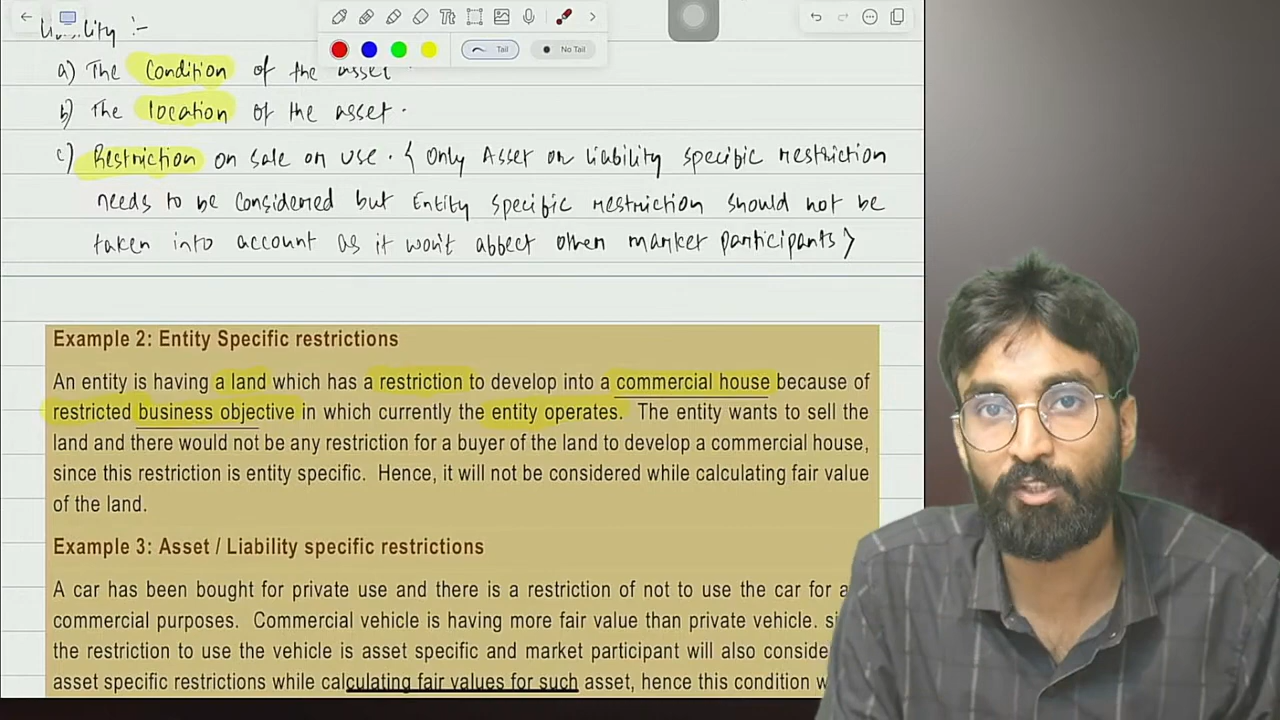 Tail
No Tail
Liability :-
a) The Condition of the asset.
b) The location of the asset.
c) Restriction on sale or use. { Only Asset or liability specific restriction
needs to be considered but Entity specific restriction should not be
taken into account as it won't affect other market participants }
Example 2: Entity Specific restrictions
An entity is having a land which has a restriction to develop into a commercial house because of
restricted business objective in which currently the entity operates. The entity wants to sell the
land and there would not be any restriction for a buyer of the land to develop a commercial house,
since this restriction is entity specific. Hence, it will not be considered while calculating fair value
of the land.
Example 3: Asset / Liability specific restrictions
A car has been bought for private use and there is a restriction of not to use the car for
commercial purposes. Commercial vehicle is having more fair value than private vehicle.
the restriction to use the vehicle is asset specific and market participant will also
asset specific restrictions while calculating fair values for such asset, hence this condition